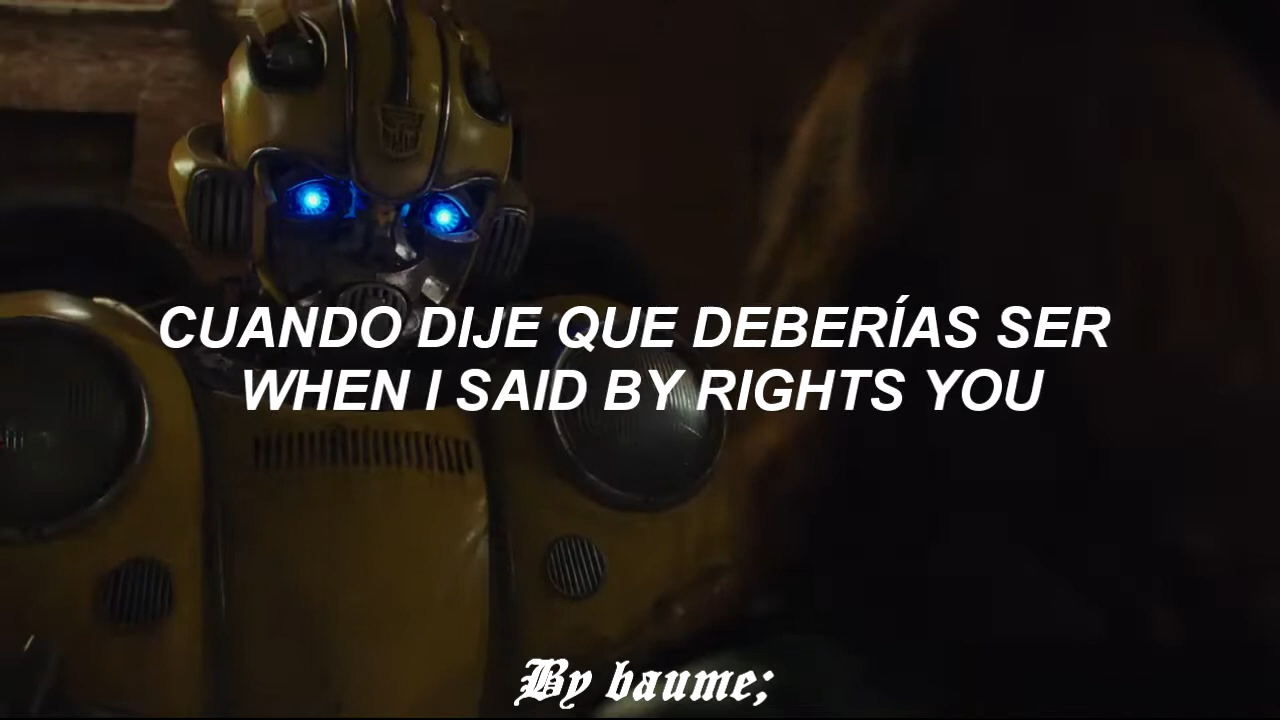 CUANDO DIJE QUE DEBERÍAS SER
WHEN I SAID BY RIGHTS YOU
By baume;